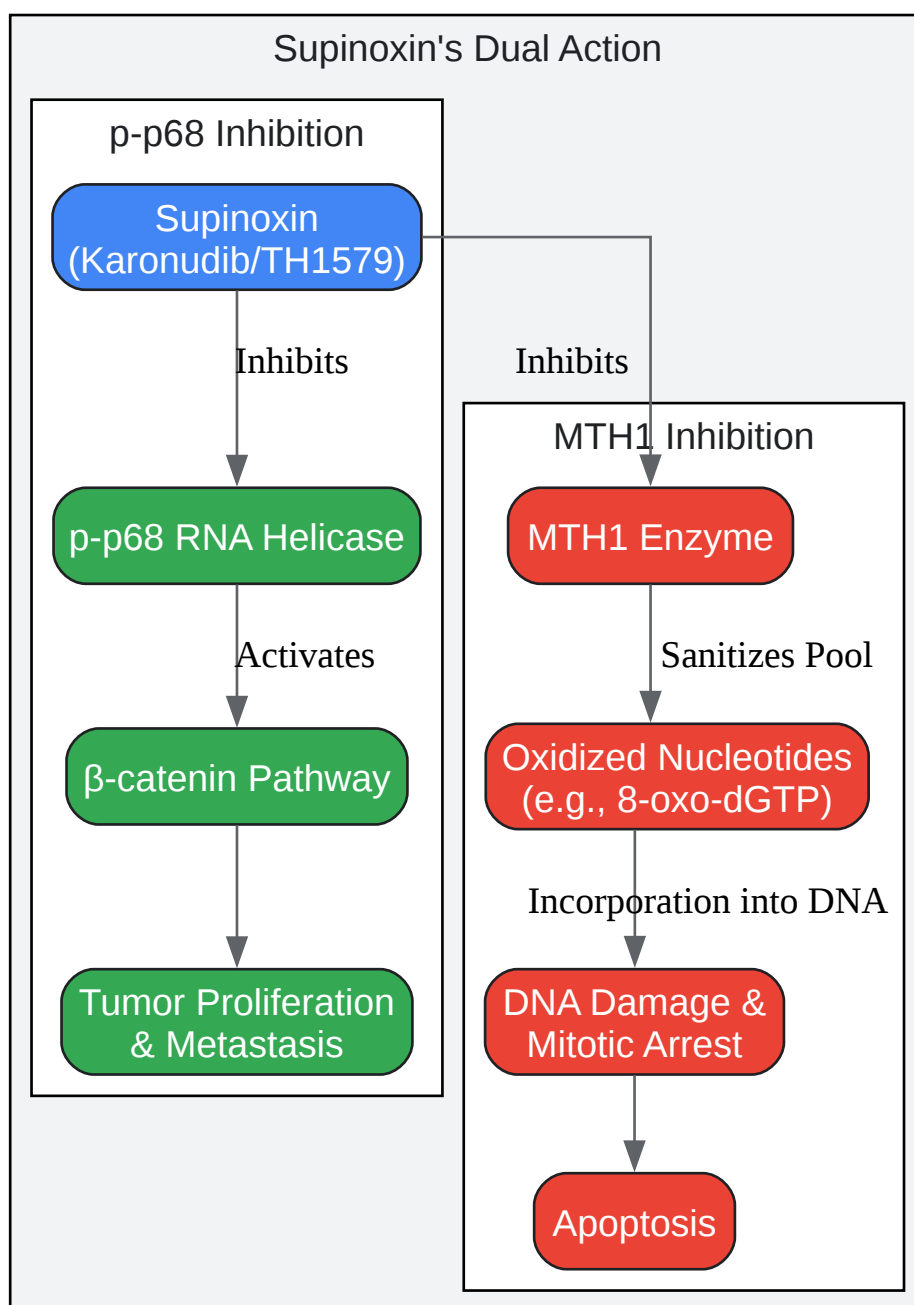 Supinoxin's Dual Action
p-p68 Inhibition
Supinoxin
(Karonudib/TH1579)
Inhibits
p-p68 RNA Helicase
Activates
β-catenin Pathway
Tumor Proliferation
& Metastasis
Inhibits
MTH1 Inhibition
MTH1 Enzyme
Sanitizes Pool
Oxidized Nucleotides
(e.g., 8-oxo-dGTP)
Incorporation into DNA
DNA Damage &
Mitotic Arrest
Apoptosis